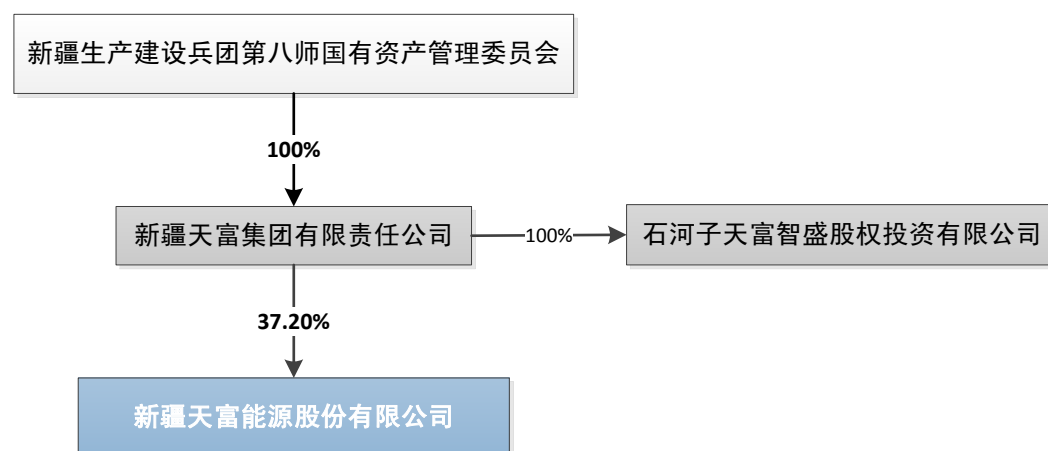 新疆生产建设兵团第八师国有资产管理委员会
100%
新疆天富集团有限责任公司
100%
石河子天富智盛股权投资有限公司
37.20%
新疆天富能源股份有限公司